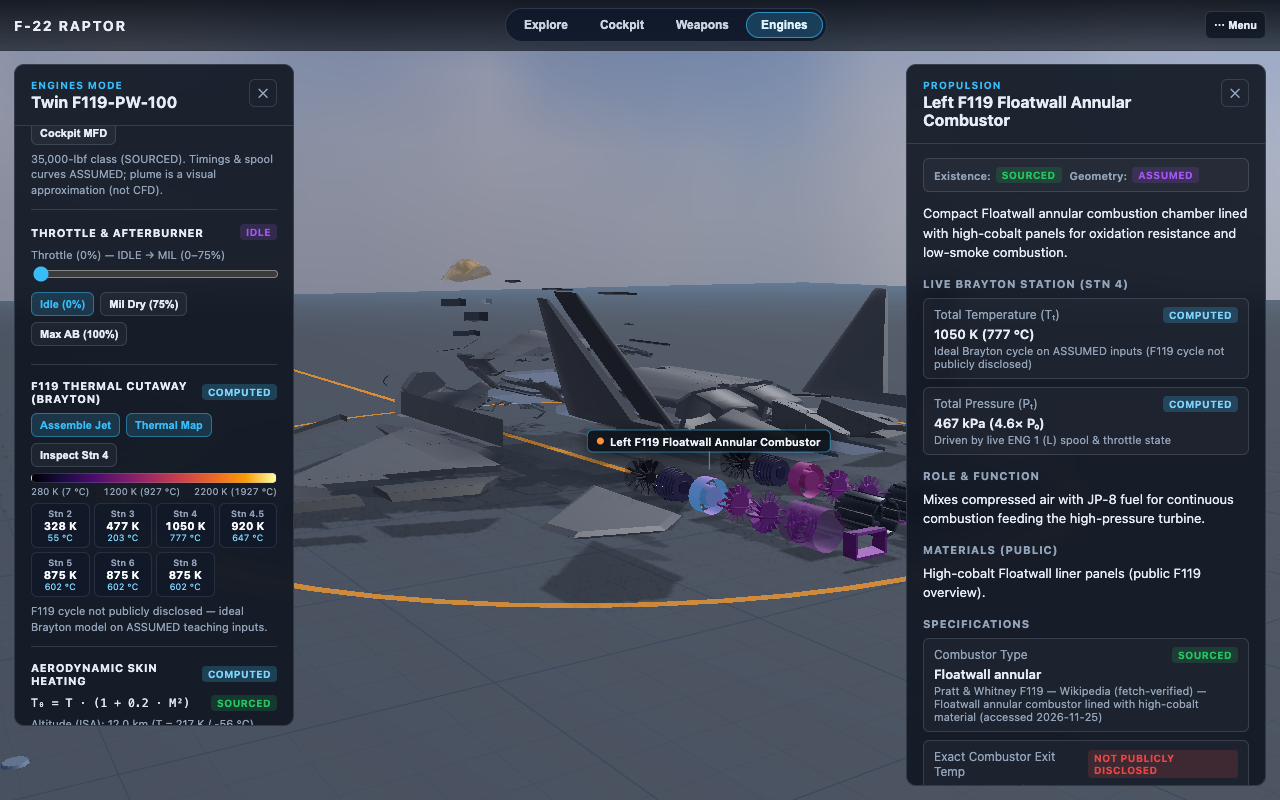 F-22 RAPTOR
Explore
Cockpit
Weapons
Engines
··· Menu
ENGINES MODE
Twin F119-PW-100
Cockpit MFD
35,000-lbf class (SOURCED). Timings & spool
curves ASSUMED; plume is a visual
approximation (not CFD).
THROTTLE & AFTERBURNER
IDLE
Throttle (0%) — IDLE → MIL (0–75%)
Idle (0%)
Mil Dry (75%)
Max AB (100%)
F119 THERMAL CUTAWAY
(BRAYTON)
COMPUTED
Assemble Jet
Thermal Map
Inspect Stn 4
280 K (7 °C)
1200 K (927 °C)
2200 K (1927 °C)
Stn 2
328 K
55 °C
Stn 3
477 K
203 °C
Stn 4
1050 K
777 °C
Stn 4.5
920 K
647 °C
Stn 5
875 K
602 °C
Stn 6
875 K
602 °C
Stn 8
875 K
602 °C
F119 cycle not publicly disclosed — ideal
Brayton model on ASSUMED teaching inputs.
AERODYNAMIC SKIN
HEATING
COMPUTED
T₀ = T · (1 + 0.2 · M²)
SOURCED
Altitude (ISA): 12.0 km (T = 217 K / -56 °C)
Left F119 Floatwall Annular Combustor
PROPULSION
Left F119 Floatwall Annular
Combustor
Existence: SOURCED Geometry: ASSUMED
Compact Floatwall annular combustion chamber lined
with high-cobalt panels for oxidation resistance and
low-smoke combustion.
LIVE BRAYTON STATION (STN 4)
Total Temperature (Tₜ)
COMPUTED
1050 K (777 °C)
Ideal Brayton cycle on ASSUMED inputs (F119 cycle not
publicly disclosed)
Total Pressure (Pₜ)
COMPUTED
467 kPa (4.6× P₀)
Driven by live ENG 1 (L) spool & throttle state
ROLE & FUNCTION
Mixes compressed air with JP-8 fuel for continuous
combustion feeding the high-pressure turbine.
MATERIALS (PUBLIC)
High-cobalt Floatwall liner panels (public F119
overview).
SPECIFICATIONS
Combustor Type
SOURCED
Floatwall annular
Pratt & Whitney F119 — Wikipedia (fetch-verified) —
Floatwall annular combustor lined with high-cobalt
material (accessed 2026-11-25)
Exact Combustor Exit
Temp
NOT PUBLICLY
DISCLOSED